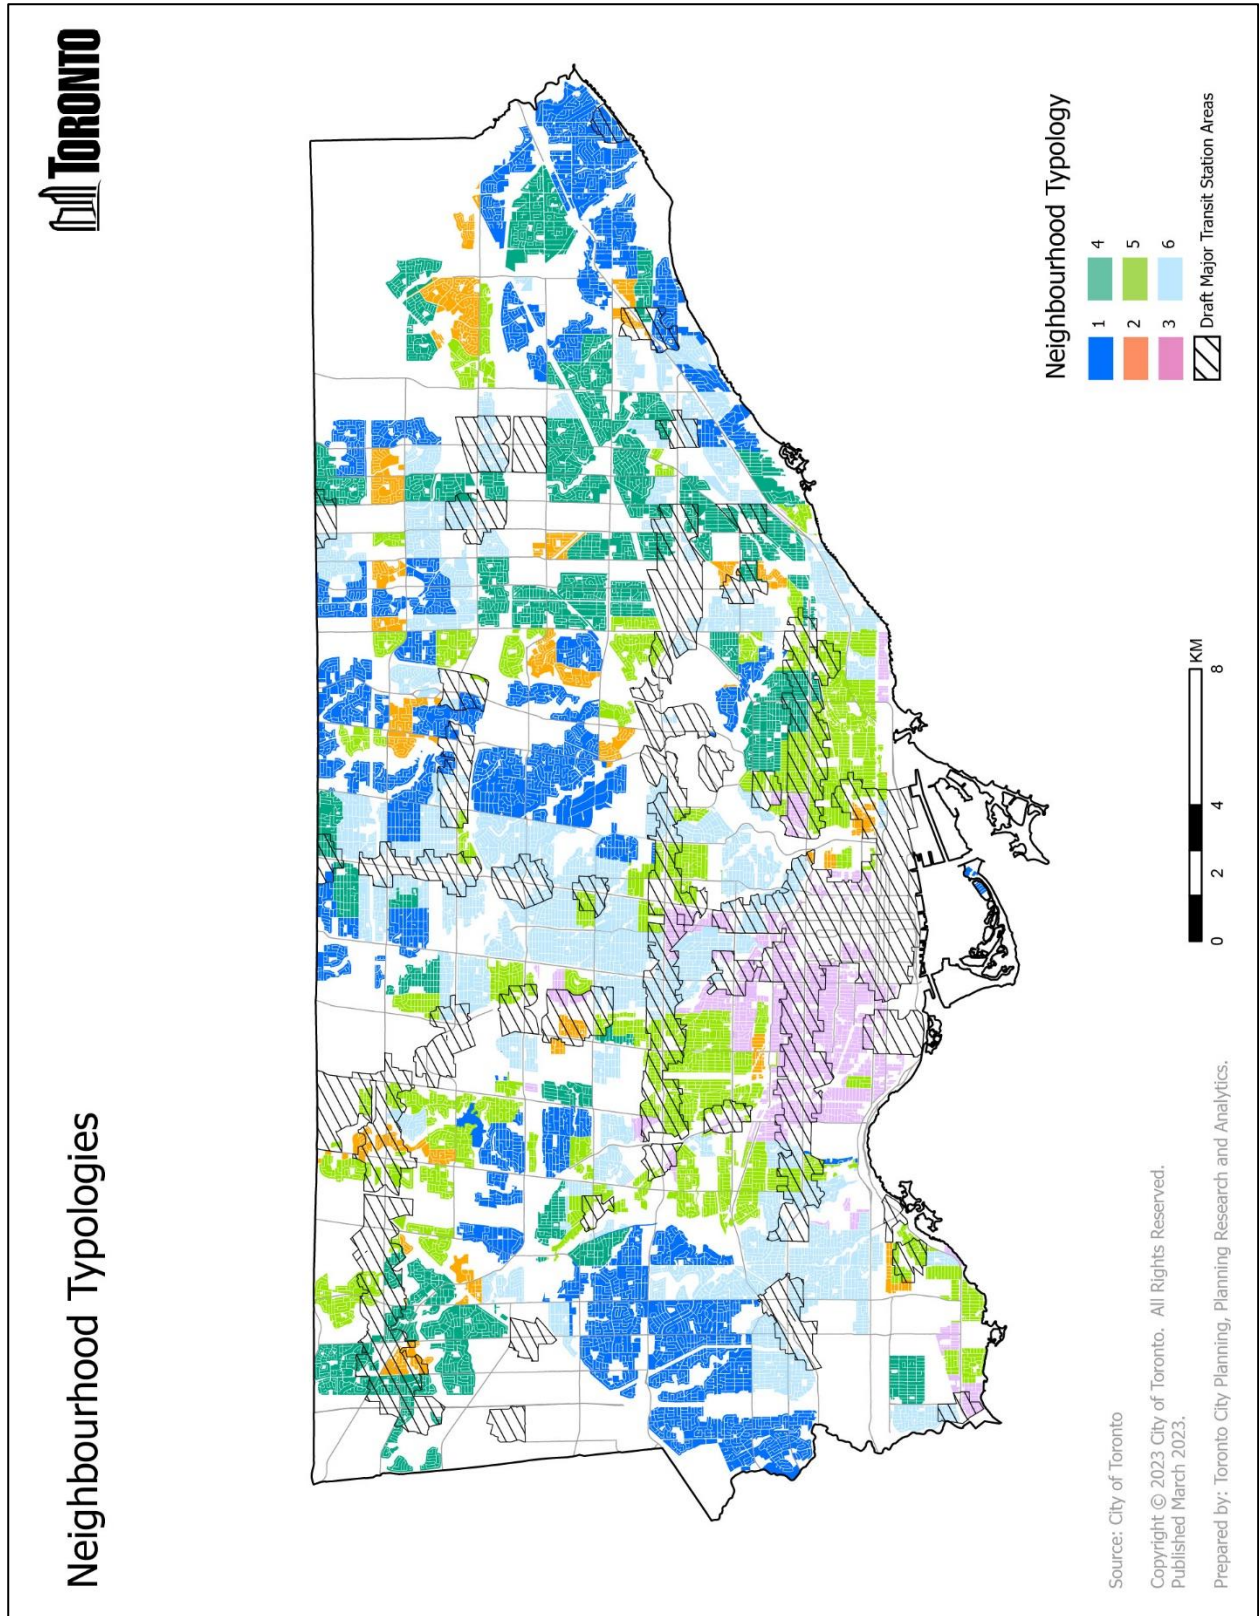 Neighbourhood Typologies
TORONTO
Neighbourhood Typology
1 4
2 5
3 6
Draft Major Transit Station Areas
0 2 4 8
KM
Source: City of Toronto
Copyright © 2023 City of Toronto. All Rights Reserved.
Published March 2023.
Prepared by: Toronto City Planning, Planning Research and Analytics.